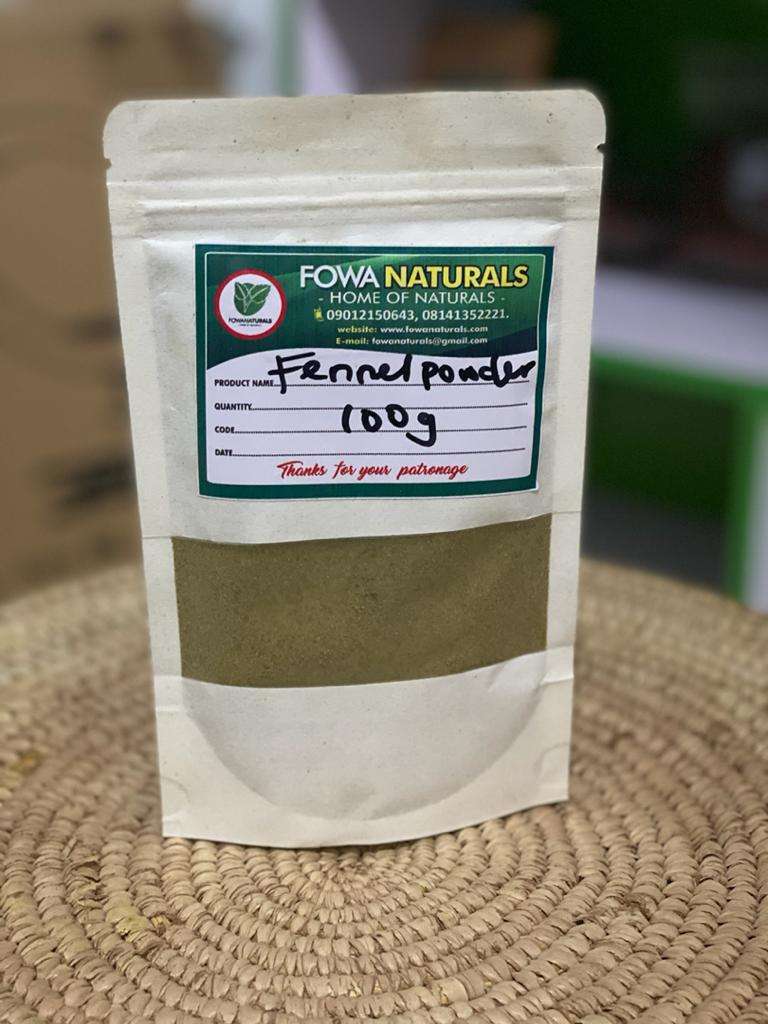 FOWA NATURALS
- HOME OF NATURALS -
09012150643, 08141352221.
website: www.fowanaturals.com
E-mail: fowanaturals@gmail.com
FOWANATURALS
PRODUCT NAME Fennel powder
QUANTITY 100g
CODE
DATE
Thanks for your patronage